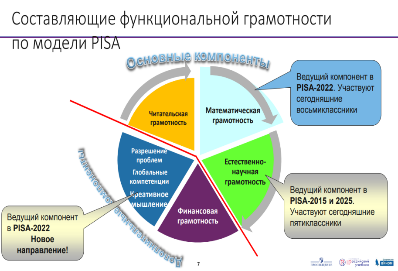 Составляющие функциональной грамотности
по модели PISA
Основные компоненты
Ведущий компонент в
PISA-2022. Участвуют
сегодняшние
восьмиклассники
Читательская
грамотность
Математическая
грамотность
Разрешение
проблем
Глобальные
компетенции
Креативное
мышление
Естественно-
научная
грамотность
Финансовая
грамотность
Ведущий компонент в
PISA-2015 и 2025.
Участвуют сегодняшние
пятиклассники
Ведущий компонент
в PISA-2022
Новое
направление!
7